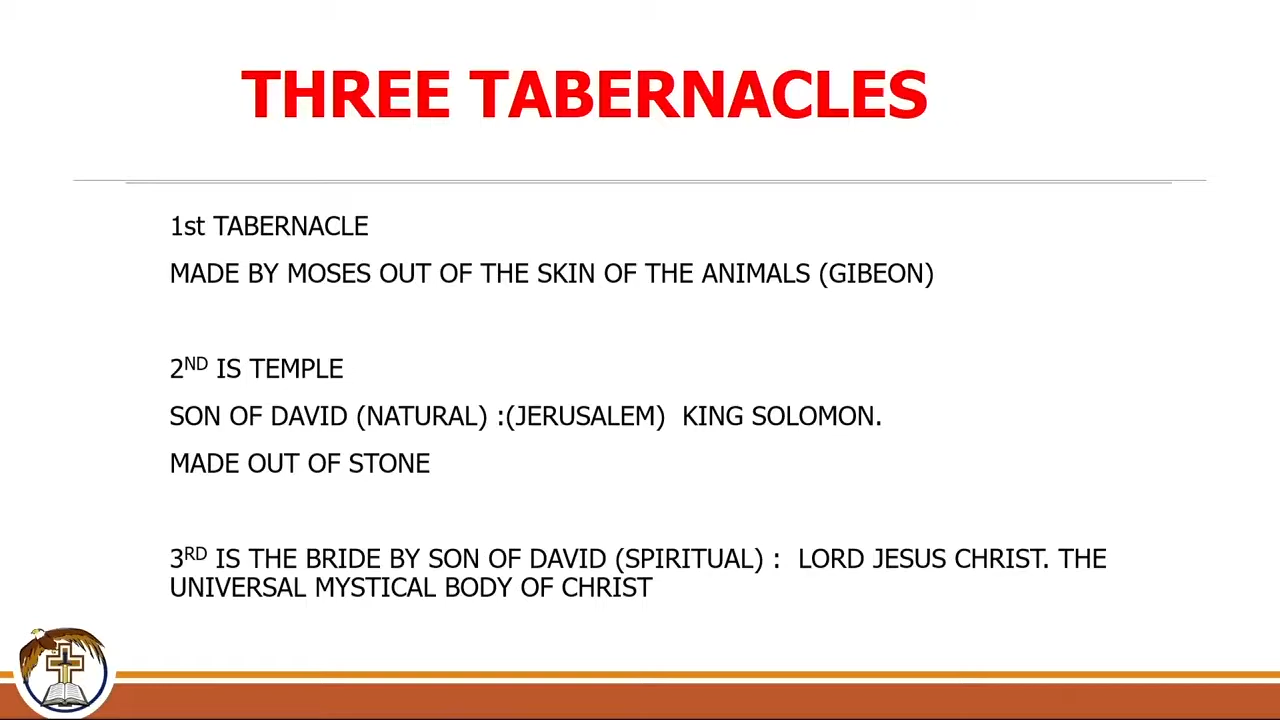 THREE TABERNACLES
1st TABERNACLE
MADE BY MOSES OUT OF THE SKIN OF THE ANIMALS (GIBEON)
2ND IS TEMPLE
SON OF DAVID (NATURAL) :(JERUSALEM)  KING SOLOMON.
MADE OUT OF STONE
3RD IS THE BRIDE BY SON OF DAVID (SPIRITUAL) :  LORD JESUS CHRIST. THE
UNIVERSAL MYSTICAL BODY OF CHRIST